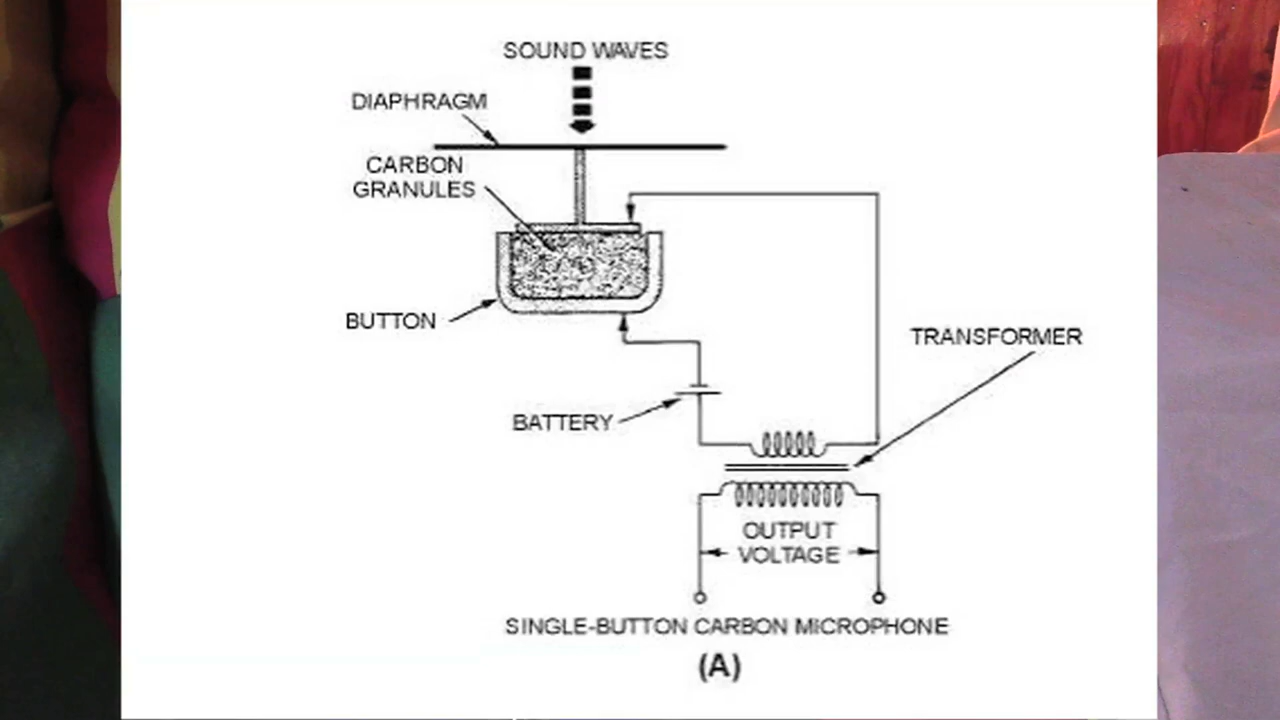 SOUND WAVES
DIAPHRAGM
CARBON
GRANULES
BUTTON
TRANSFORMER
BATTERY
OUTPUT
VOLTAGE
SINGLE-BUTTON CARBON MICROPHONE
(A)